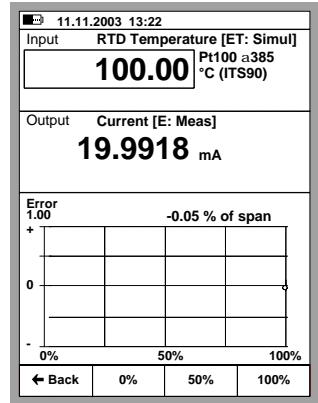 11.11.2003 13:22
Input RTD Temperature [ET: Simul]
100.00 Pt100 a385
°C (ITS90)
Output Current [E: Meas]
19.9918 mA
Error
1.00 -0.05 % of span
+
0
-
0% 50% 100%
← Back 0% 50% 100%